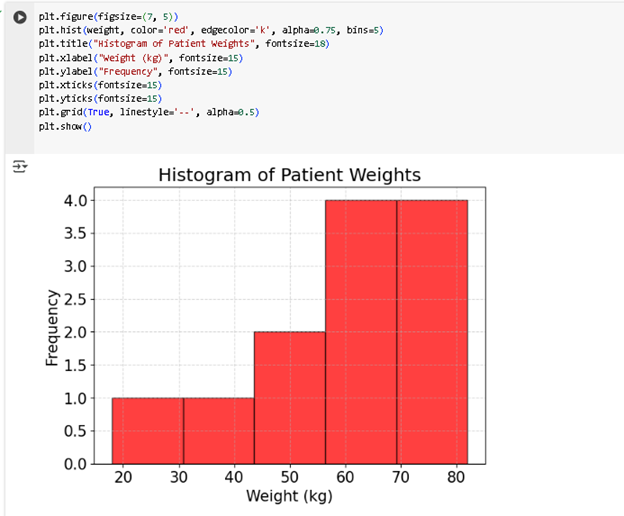 plt.figure(figsize=(7, 5))
plt.hist(weight, color='red', edgecolor='k', alpha=0.75, bins=5)
plt.title("Histogram of Patient Weights", fontsize=18)
plt.xlabel("Weight (kg)", fontsize=15)
plt.ylabel("Frequency", fontsize=15)
plt.xticks(fontsize=15)
plt.yticks(fontsize=15)
plt.grid(True, linestyle='--', alpha=0.5)
plt.show()
Histogram of Patient Weights
4.0
3.5
3.0
2.5
2.0
1.5
1.0
0.5
0.0
Frequency
20 30 40 50 60 70 80
Weight (kg)